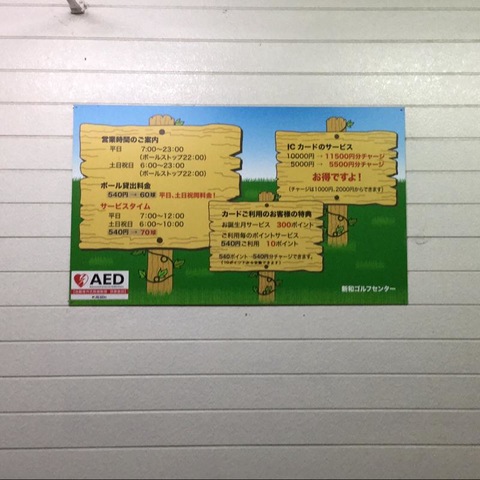 営業時間のご案内
平日 7:00〜23:00
(ボールストップ22:00)
土日祝日 6:00〜23:00
(ボールストップ22:00)
ボール貸出料金
540円 → 60球 平日、土日祝同料金!
サービスタイム
平日 7:00〜12:00
土日祝日 6:00〜10:00
540円 → 70球
ICカードのサービス
10000円 → 11500円分チャージ
5000円 → 5500円分チャージ
お得ですよ!
(チャージは1000円、2000円からできます)
カードご利用のお客様の特典
お誕生月サービス 300ポイント
ご利用毎のポイントサービス
540円ご利用 10ポイント
540ポイント→540円分チャージできます。
AED
新和ゴルフセンター